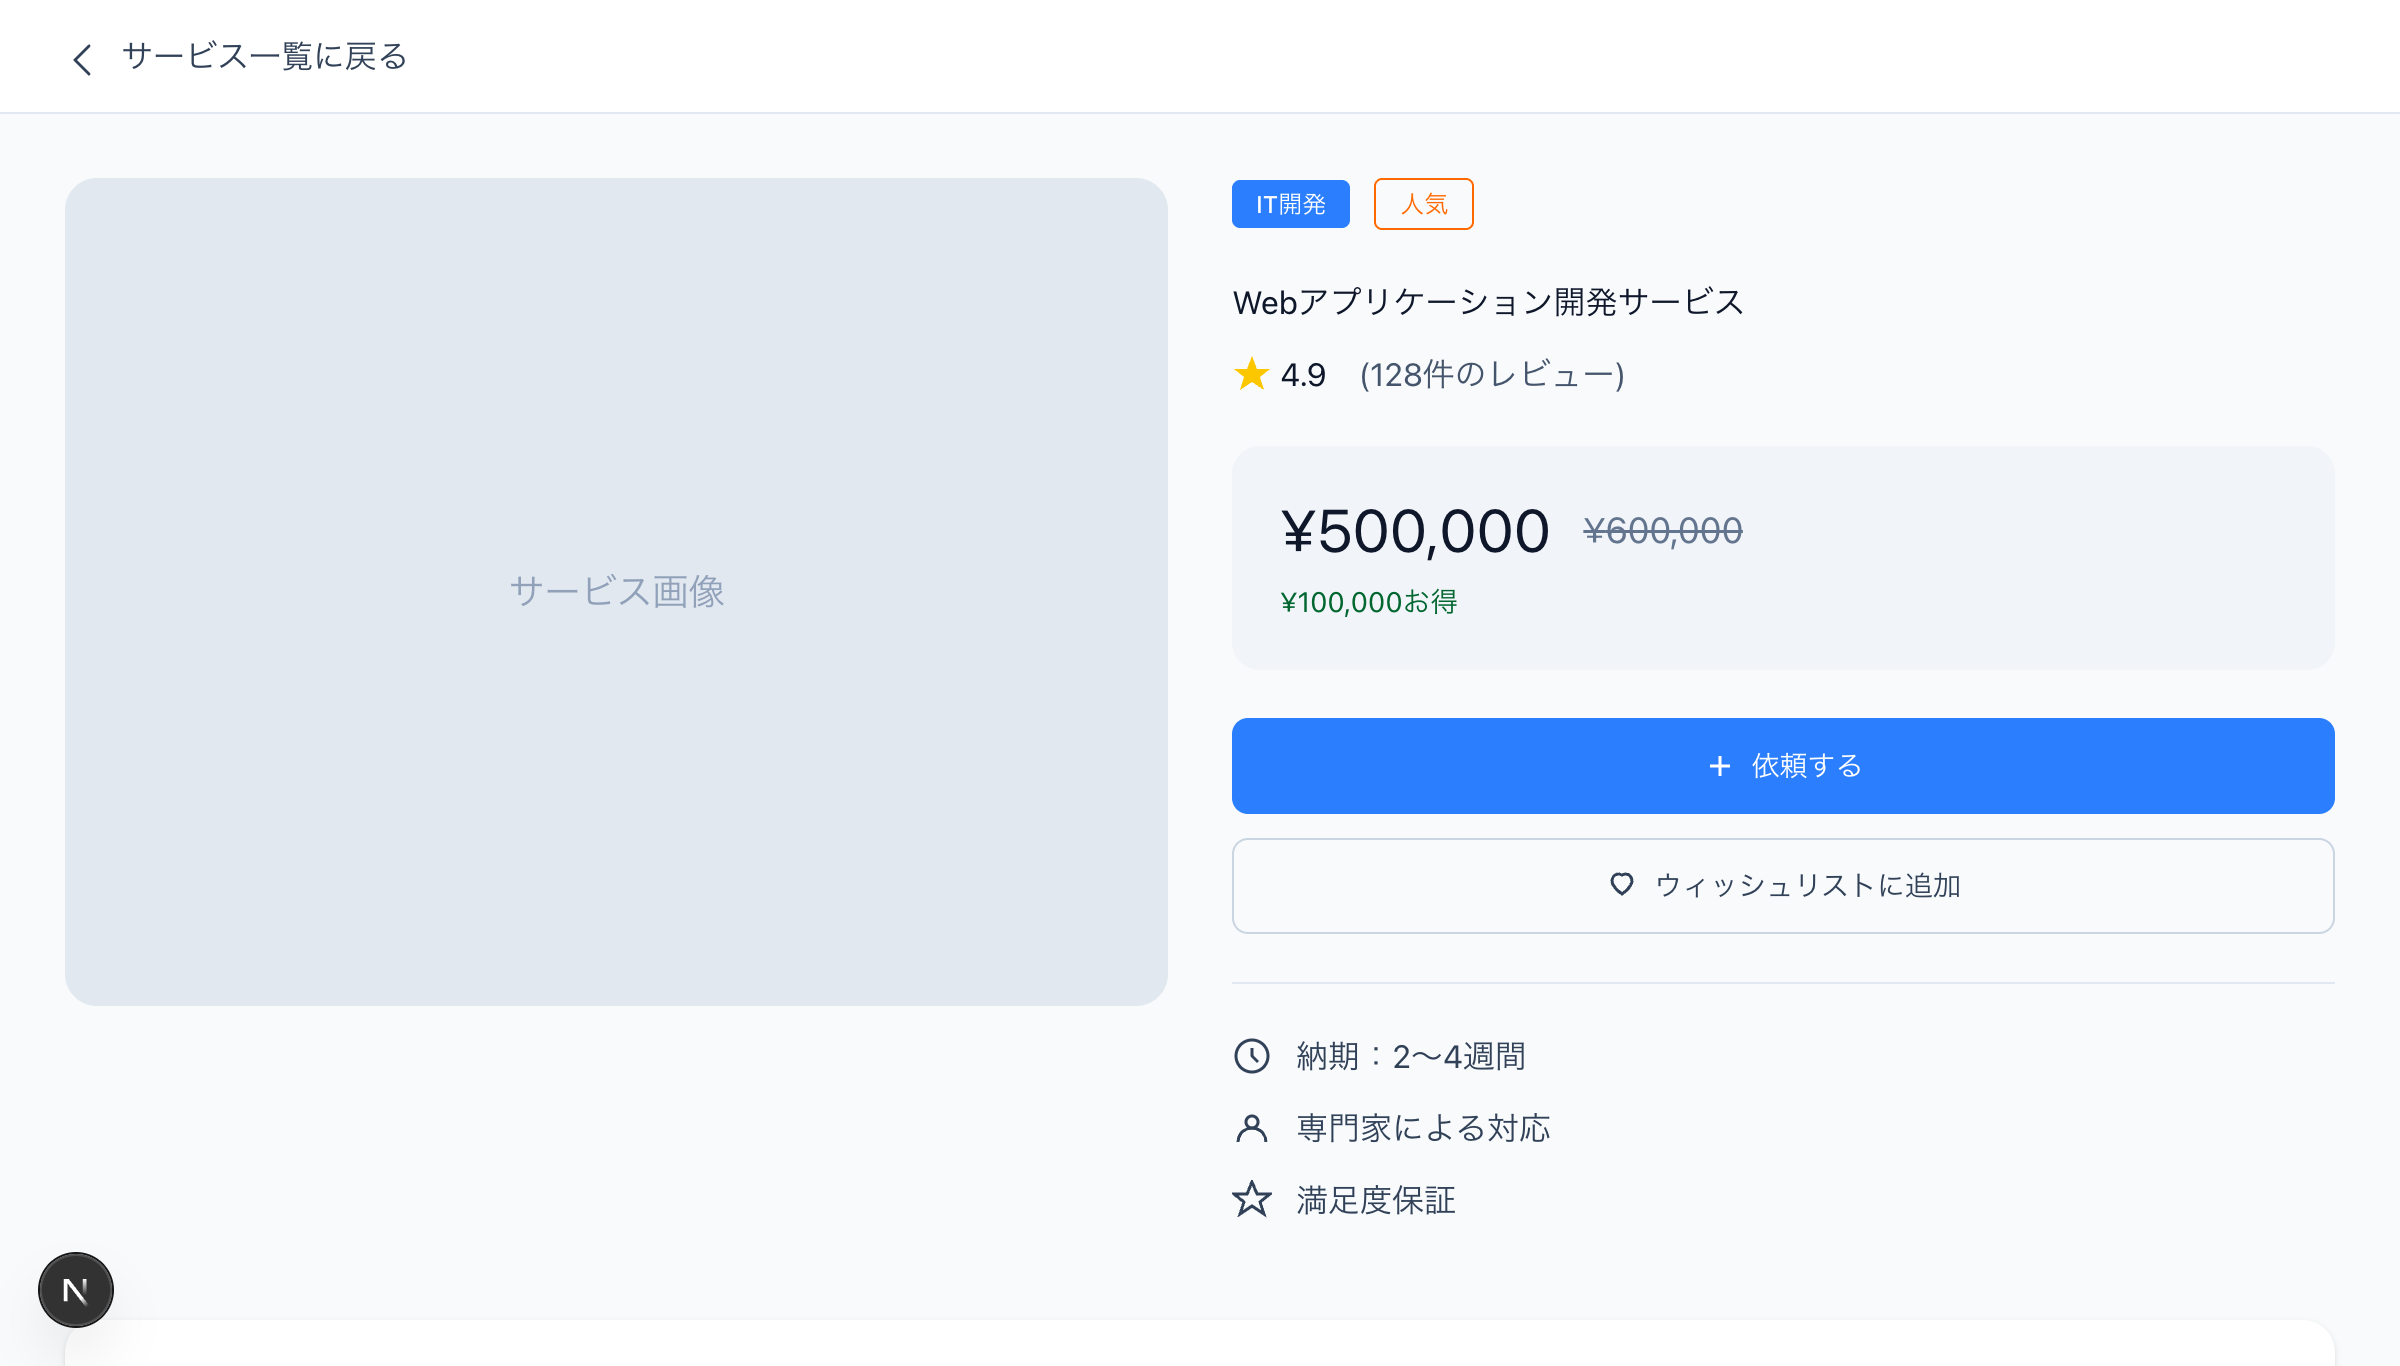 サービス一覧に戻る
サービス画像
IT開発 人気
Webアプリケーション開発サービス
4.9 (128件のレビュー)
¥500,000 ¥600,000
¥100,000お得
+ 依頼する
ウィッシュリストに追加
納期：2〜4週間
専門家による対応
満足度保証
N